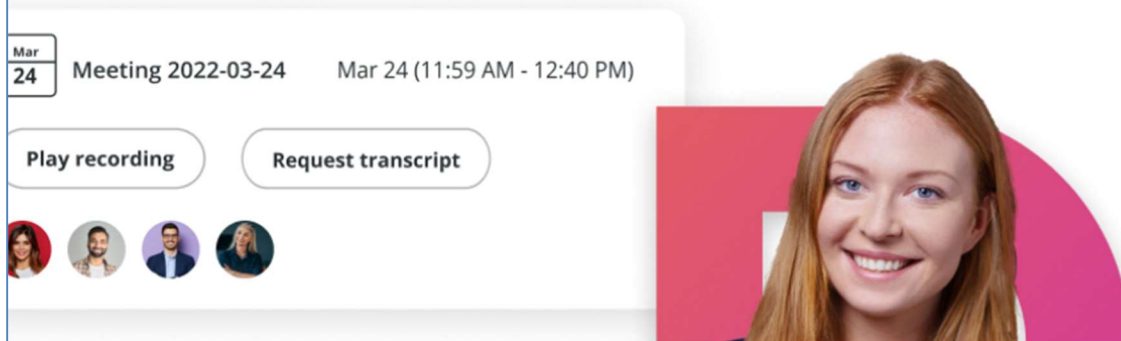 Mar
24
Meeting 2022-03-24 Mar 24 (11:59 AM - 12:40 PM)
Play recording Request transcript